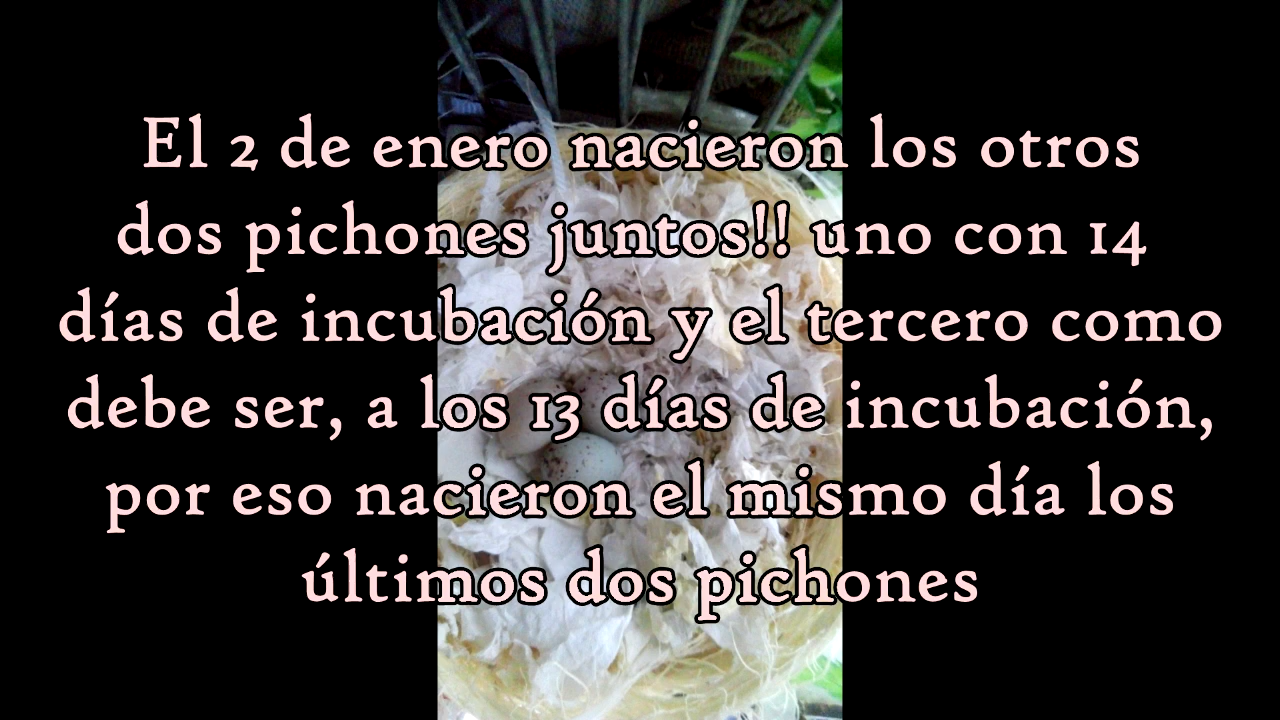 El 2 de enero nacieron los otros
dos pichones juntos!! uno con 14
días de incubación y el tercero como
debe ser, a los 13 días de incubación,
por eso nacieron el mismo día los
últimos dos pichones